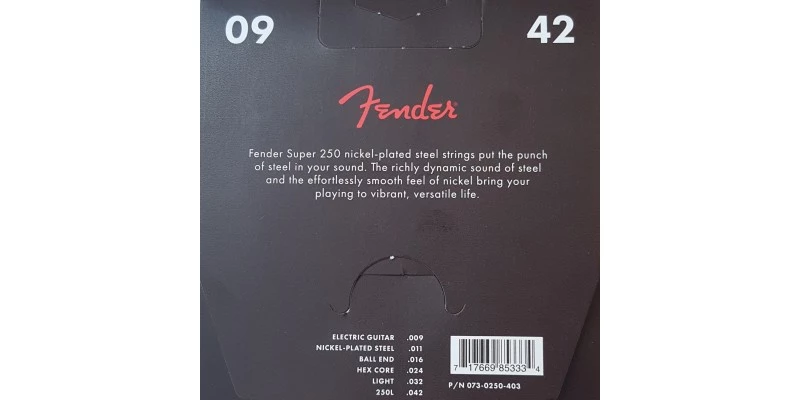 09 42
Fender
Fender Super 250 nickel-plated steel strings put the punch
of steel in your sound. The richly dynamic sound of steel
and the effortlessly smooth feel of nickel bring your
playing to vibrant, versatile life.
ELECTRIC GUITAR .009
NICKEL-PLATED STEEL .011
BALL END .016
HEX CORE .024
LIGHT .032
250L .042
7 17669 85333 4
P/N 073-0250-403